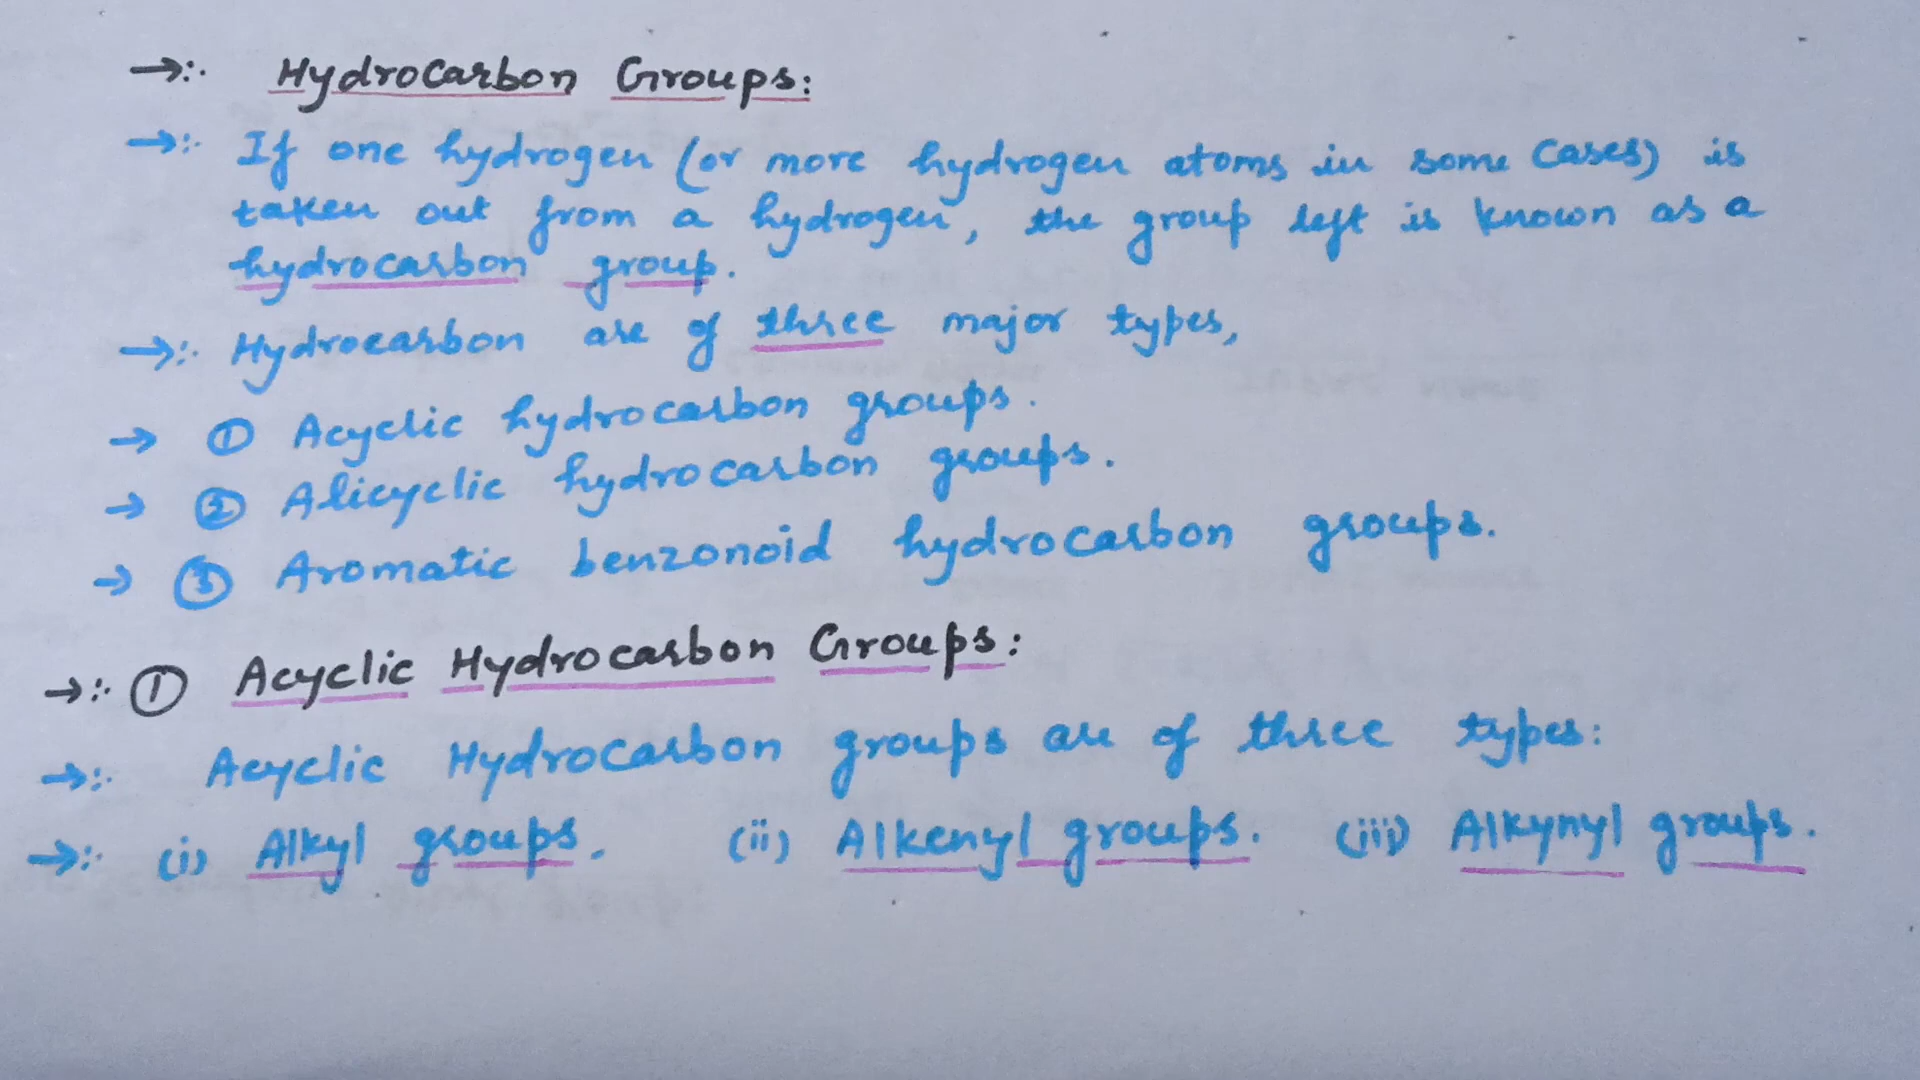 →:. Hydrocarbon Groups:
→:. If one hydrogen (or more hydrogen atoms in some cases) is
taken out from a hydrogen, the group left is known as a
hydrocarbon group.
→:. Hydrocarbon are of three major types,
→ ① Acyclic hydrocarbon groups.
→ ② Alicyclic hydrocarbon groups.
→ ③ Aromatic benzonoid hydrocarbon groups.
→:. ① Acyclic Hydrocarbon Groups:
→:. Acyclic Hydrocarbon groups are of three types:
→:. (i) Alkyl groups. (ii) Alkenyl groups. (iii) Alkynyl groups.